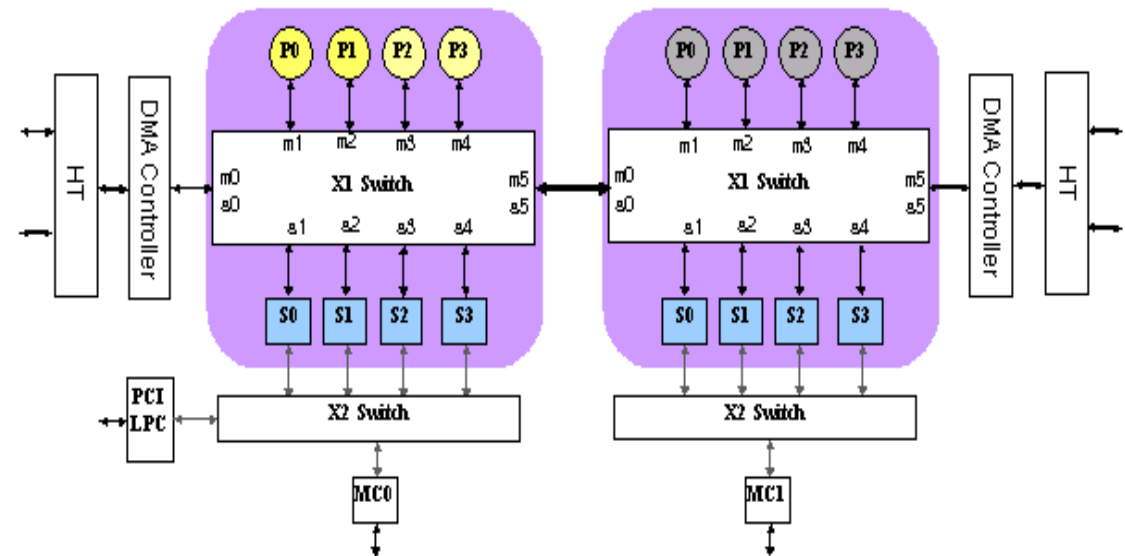 P0 P1 P2 P3
P0 P1 P2 P3
HT
DMA Controller
m1 m2 m3 m4
m0 X1 Switch m5
s0 s5
s1 s2 s3 s4
m1 m2 m3 m4
m0 X1 Switch m5
s0 s5
s1 s2 s3 s4
DMA Controller
HT
S0 S1 S2 S3
S0 S1 S2 S3
PCI
LPC
X2 Switch
X2 Switch
MC0
MC1